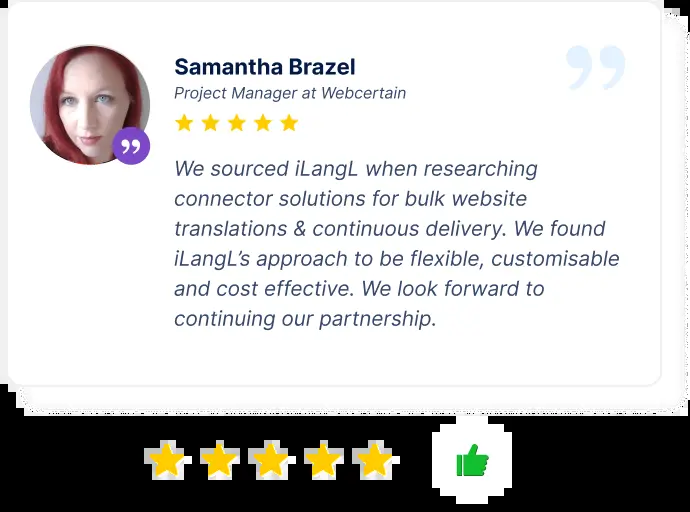 Samantha Brazel
Project Manager at Webcertain
We sourced iLangL when researching
connector solutions for bulk website
translations & continuous delivery. We found
iLangL’s approach to be flexible, customisable
and cost effective. We look forward to
continuing our partnership.